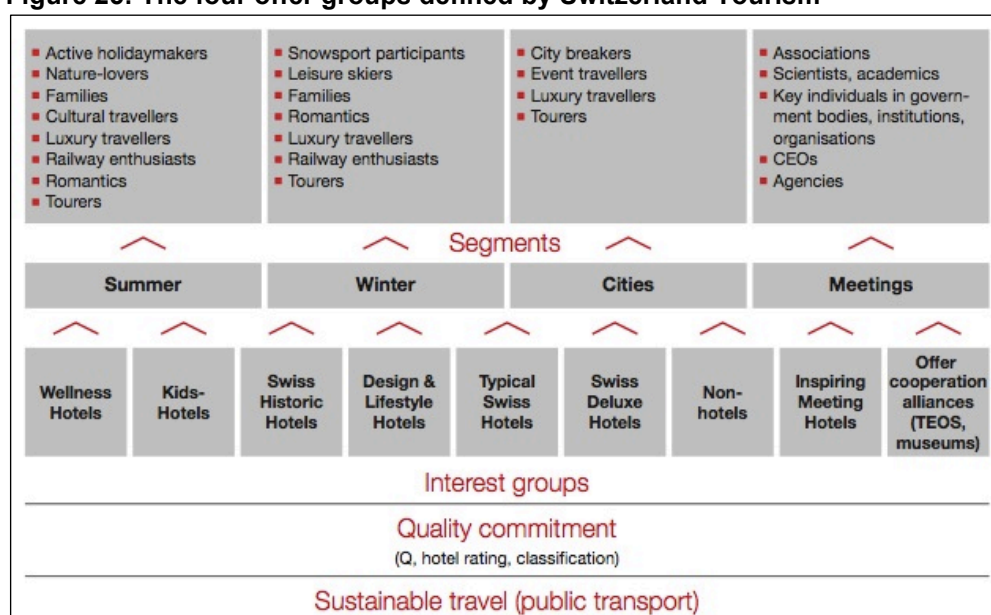 Figure 23: The four offer groups defined by Switzerland Tourism
Active holidaymakers
Nature-lovers
Families
Cultural travellers
Luxury travellers
Railway enthusiasts
Romantics
Tourers
Snowsport participants
Leisure skiers
Families
Romantics
Luxury travellers
Railway enthusiasts
Tourers
City breakers
Event travellers
Luxury travellers
Tourers
Associations
Scientists, academics
Key individuals in govern-
ment bodies, institutions,
organisations
CEOs
Agencies
Segments
Summer
Winter
Cities
Meetings
Wellness
Hotels
Kids-
Hotels
Swiss
Historic
Hotels
Design &
Lifestyle
Hotels
Typical
Swiss
Hotels
Swiss
Deluxe
Hotels
Non-
hotels
Inspiring
Meeting
Hotels
Offer
cooperation
alliances
(TEOS,
museums)
Interest groups
Quality commitment
(Q, hotel rating, classification)
Sustainable travel (public transport)